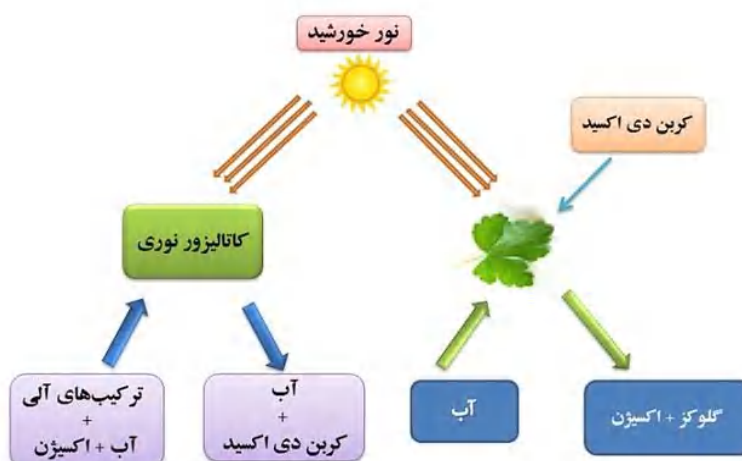 نور خورشید
کربن دی اکسید
کاتالیزور نوری
ترکیب‌های آلی
+
آب + اکسیژن
آب
+
کربن دی اکسید
آب
گلوکز + اکسیژن